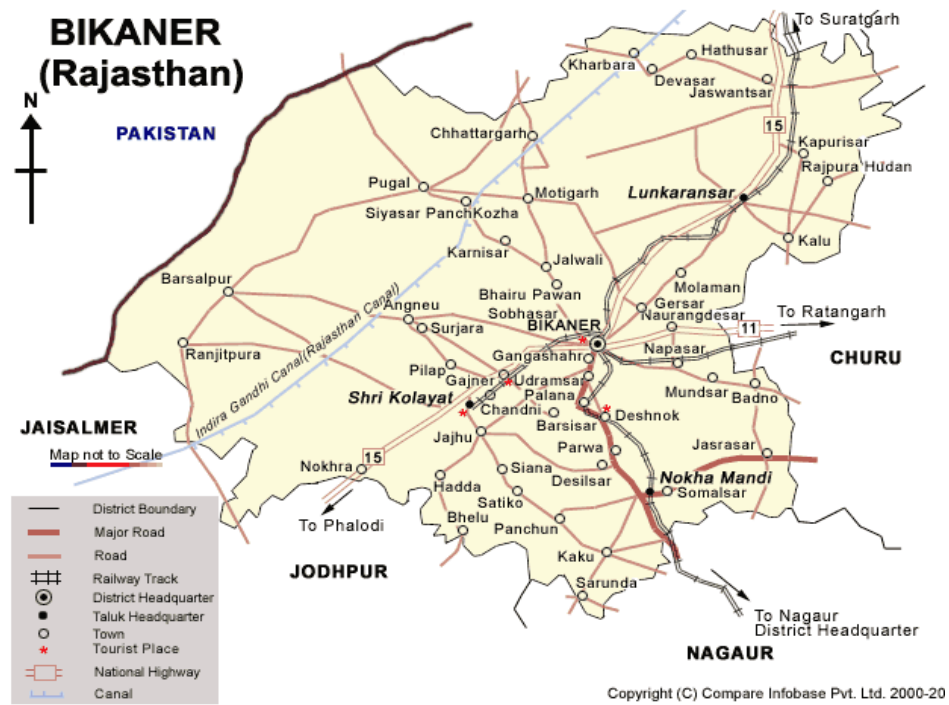 BIKANER
(Rajasthan)
N
PAKISTAN
To Suratgarh
Kharbara
Hathusar
Devasar
Jaswantsar
15
Chhattargarh
Kapurisar
Rajpura Hudan
Pugal
Motigarh
Lunkaransar
Siyasar PanchKozha
Karnisar
Kalu
Jalwali
Barsalpur
Molaman
Bhairu Pawan
Gersar
Sobhasar
Naurangdesar
To Ratangarh
Angneu
Surjara
BIKANER
11
Indira Gandhi Canal(Rajasthan Canal)
Ranjitpura
Gangashahr
Napasar
CHURU
Pilap
Gajner
Udramsar
Mundsar
Badno
Shri Kolayat
Chandni
Palana
Barsisar
Deshnok
JAISALMER
Jajhu
Parwa
Jasrasar
Map not to Scale
15
Nokhra
Siana
Desilsar
Nokha Mandi
Hadda
Satiko
Somalsar
To Phalodi
Bhelu
Panchun
Kaku
JODHPUR
Sarunda
To Nagaur
District Headquarter
NAGAUR
District Boundary
Major Road
Road
Railway Track
District Headquarter
Taluk Headquarter
Town
Tourist Place
National Highway
Canal
Copyright (C) Compare Infobase Pvt. Ltd. 2000-20